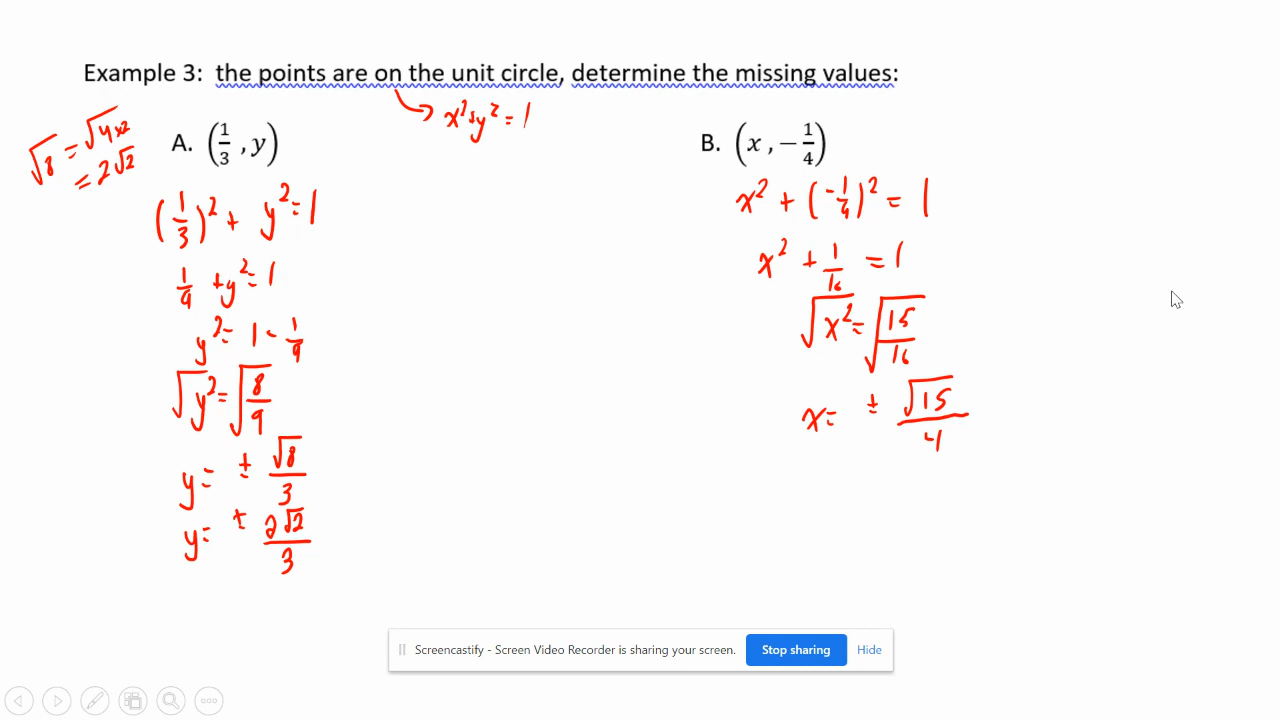 Example 3: the points are on the unit circle, determine the missing values:
x² + y² = 1
√8 = √4x2
= 2√2
A. (1/3 , y)
(1/3)² + y² = 1
1/9 + y² = 1
y² = 1 - 1/9
√y² = √8/9
y = ± √8/3
y = ± 2√2/3
B. (x , -1/4)
x² + (-1/4)² = 1
x² + 1/16 = 1
√x² = √15/16
x = ± √15/4
Screencastify - Screen Video Recorder is sharing your screen. Stop sharing Hide